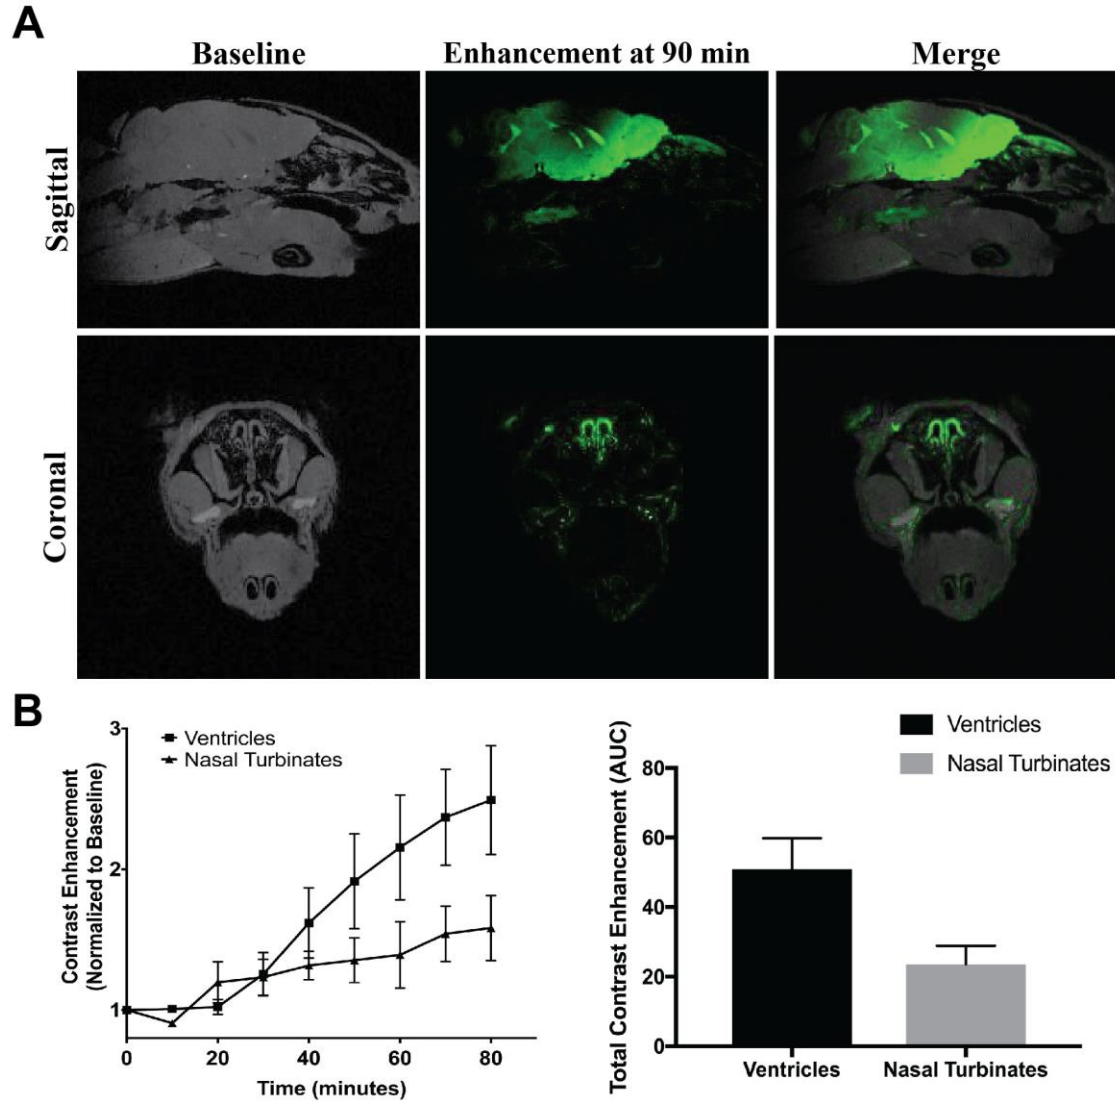 A
Baseline
Enhancement at 90 min
Merge
Sagittal
Coronal
B
Contrast Enhancement
(Normalized to Baseline)
3
2
1
Ventricles
Nasal Turbinates
0
20
40
60
80
Time (minutes)
Total Contrast Enhancement (AUC)
80
60
40
20
0
Ventricles
Nasal Turbinates
Ventricles
Nasal Turbinates